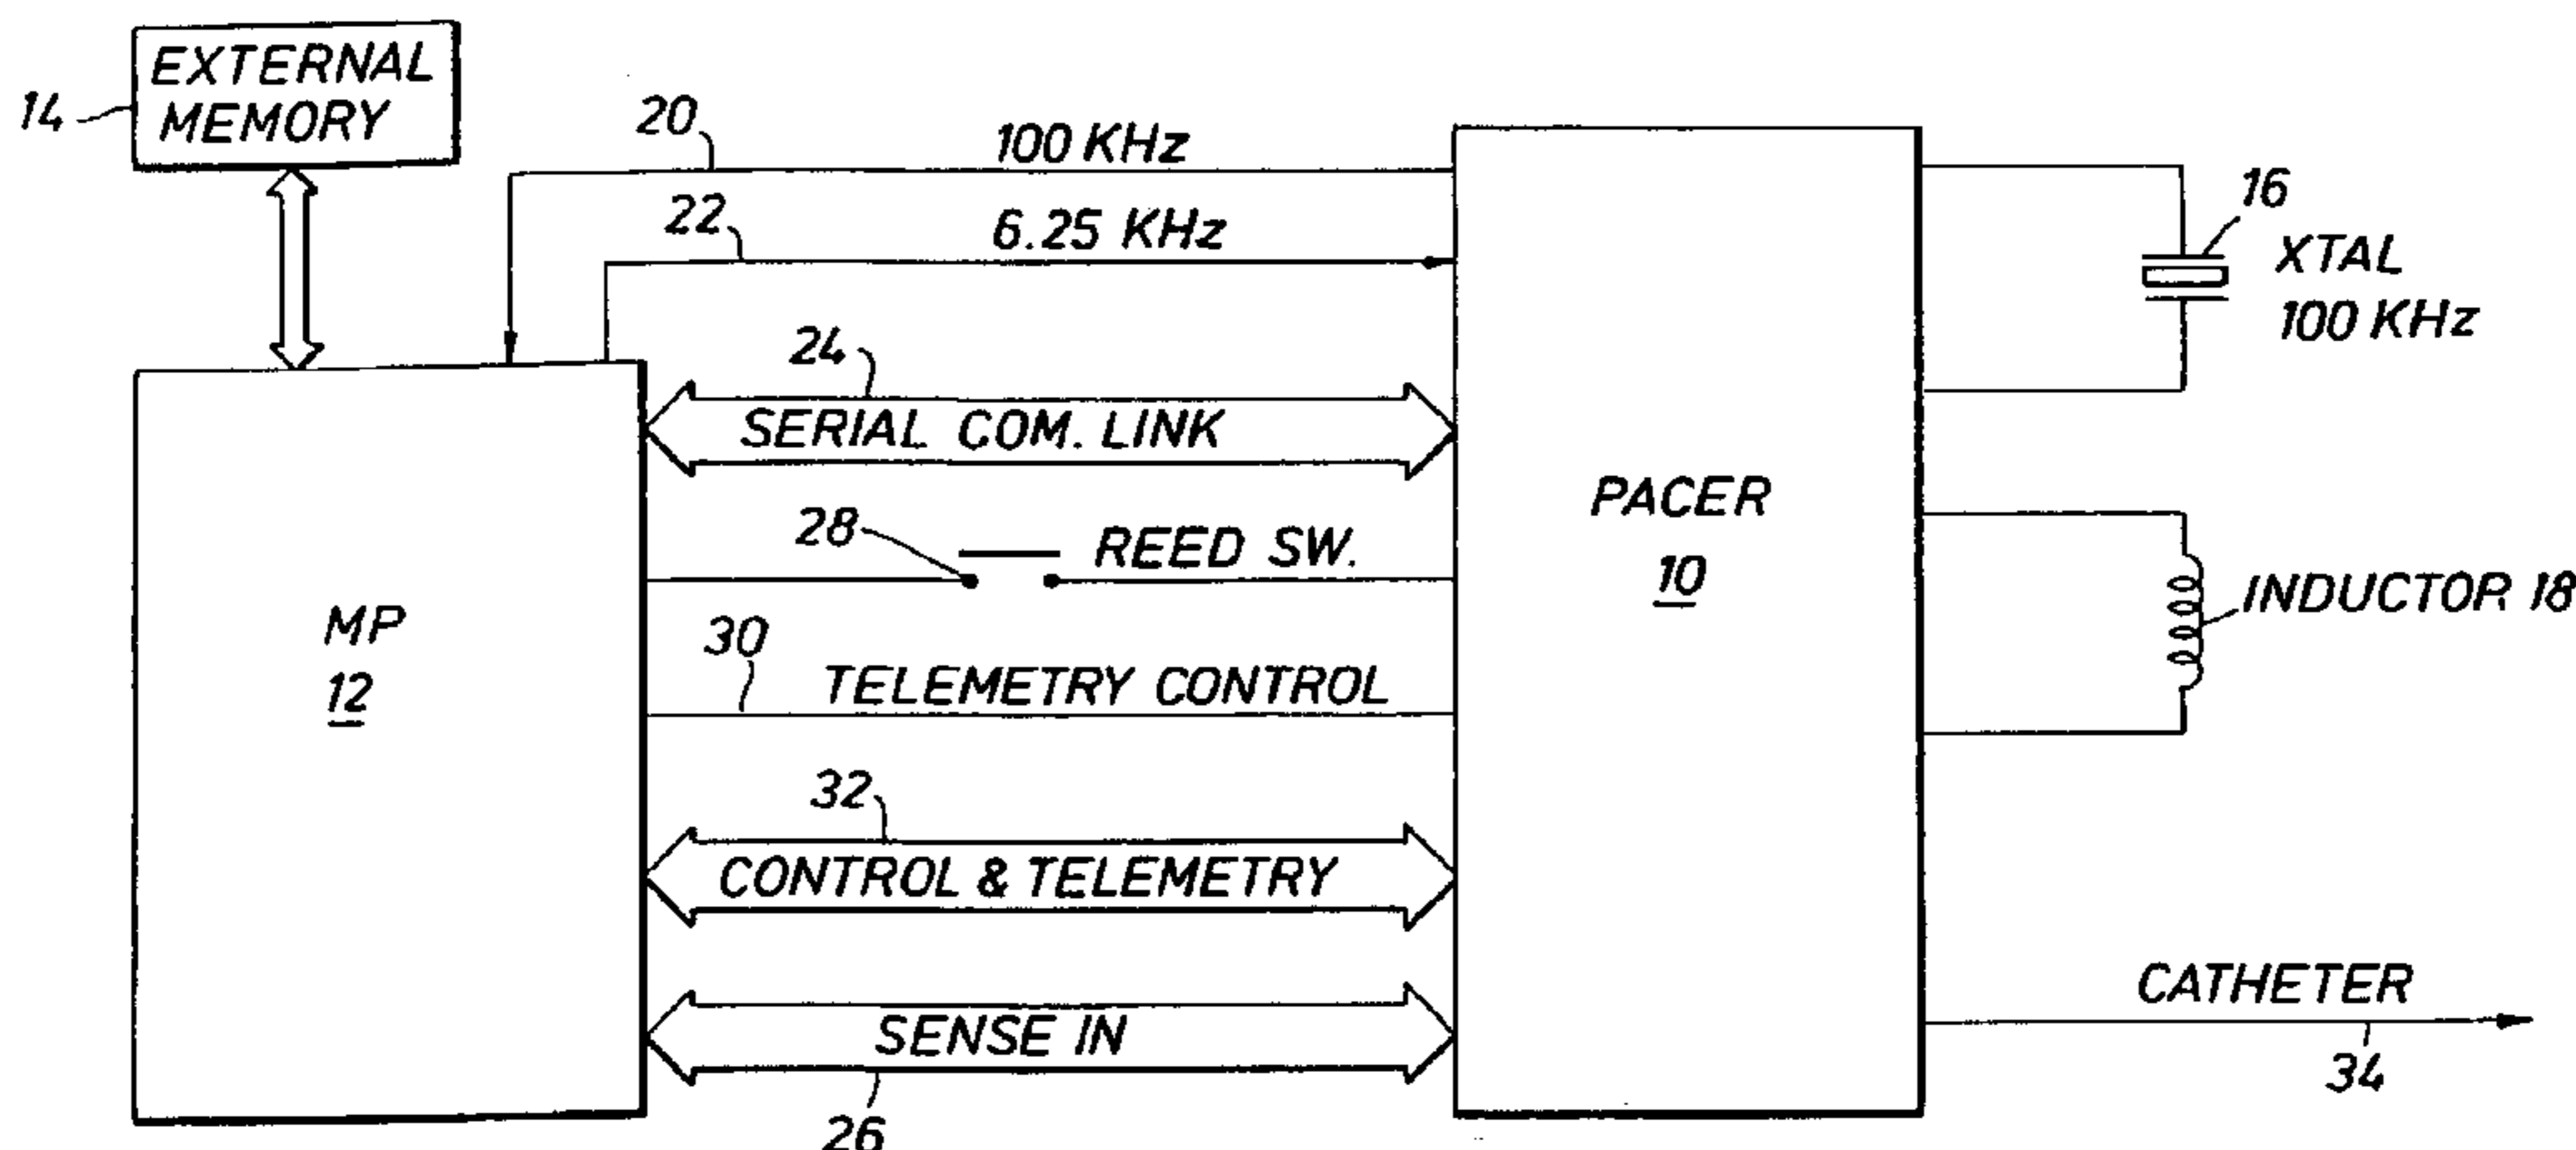 EXTERNAL
MEMORY
14
20
100 KHz
22
6.25 KHz
16
XTAL
100 KHz
24
SERIAL COM. LINK
PACER
10
28
REED SW.
INDUCTOR 18
MP
12
30
TELEMETRY CONTROL
32
CONTROL & TELEMETRY
CATHETER
34
SENSE IN
26